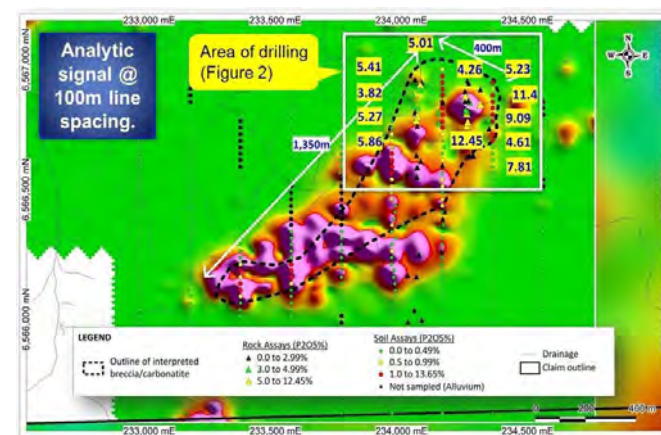 233,000 mE 233,500 mE 234,000 mE 234,500 mE
6,567,000 mN
6,566,500 mN
6,566,000 mN
Analytic
signal @
100m line
spacing.
Area of drilling
(Figure 2)
5.01
400m
5.41
3.82
5.27
5.86
4.26
5.23
11.4
9.09
12.45
4.61
7.81
1,350m
N
W E
S
LEGEND
Outline of interpreted
breccia/carbonatite
Rock Assays (P2O5%)
0.0 to 2.99%
3.0 to 4.99%
5.0 to 12.45%
Soil Assays (P2O5%)
0.0 to 0.49%
0.5 to 0.99%
1.0 to 13.65%
Not sampled (Alluvium)
Drainage
Claim outline
0 200 400 m
233,000 mE 233,500 mE 234,000 mE 234,500 mE